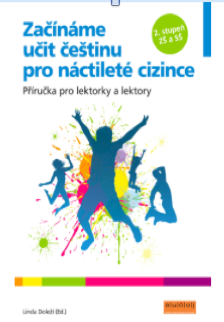 Začínáme
učit češtinu
pro náctileté cizince
2. stupeň
ZŠ a SŠ
Příručka pro lektorky a lektory
Linda Doleží (Ed.)